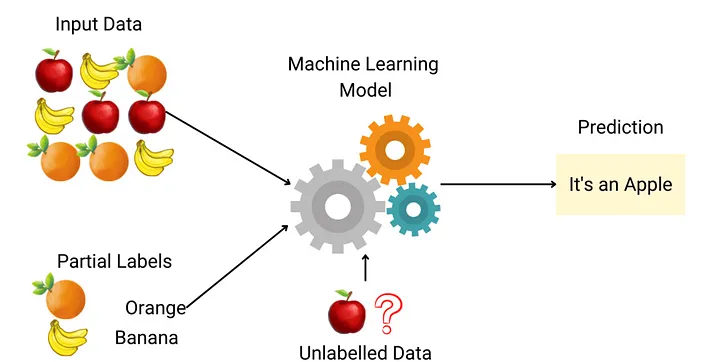 Input Data
Machine Learning
Model
Prediction
It's an Apple
Partial Labels
Orange
Banana
?
Unlabelled Data